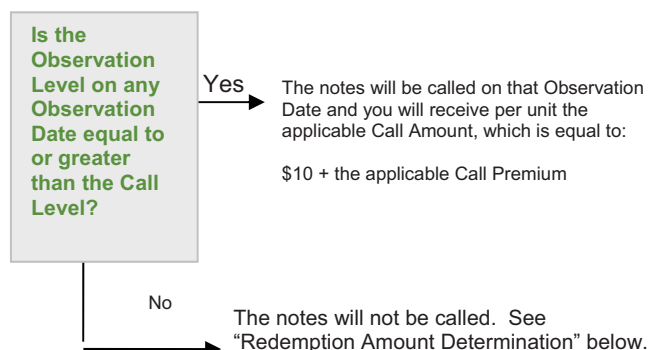 Is the
Observation
Level on any
Observation
Date equal to
or greater
than the Call
Level?
Yes
The notes will be called on that Observation
Date and you will receive per unit the
applicable Call Amount, which is equal to:
$10 + the applicable Call Premium
No
The notes will not be called. See
“Redemption Amount Determination” below.